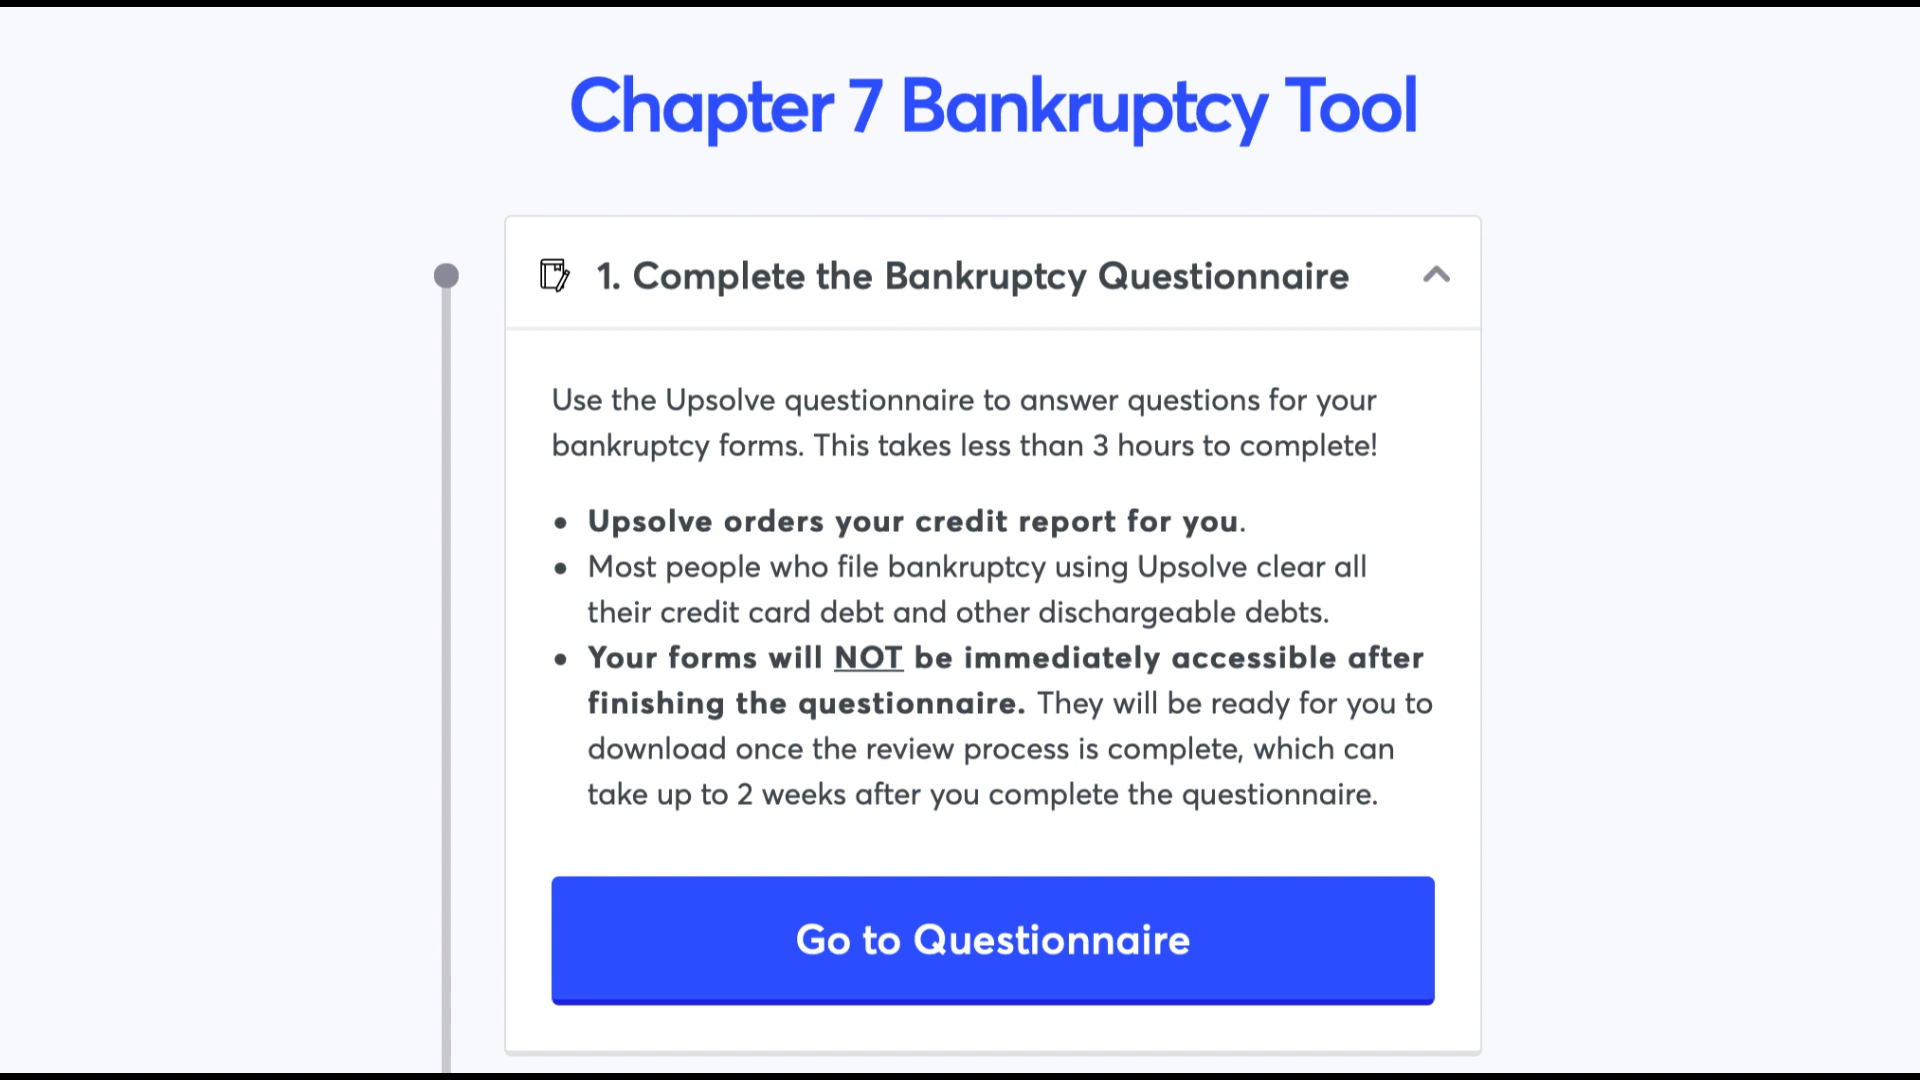 Chapter 7 Bankruptcy Tool
1. Complete the Bankruptcy Questionnaire
Use the Upsolve questionnaire to answer questions for your
bankruptcy forms. This takes less than 3 hours to complete!
• Upsolve orders your credit report for you.
• Most people who file bankruptcy using Upsolve clear all
their credit card debt and other dischargeable debts.
• Your forms will NOT be immediately accessible after
finishing the questionnaire. They will be ready for you to
download once the review process is complete, which can
take up to 2 weeks after you complete the questionnaire.
Go to Questionnaire